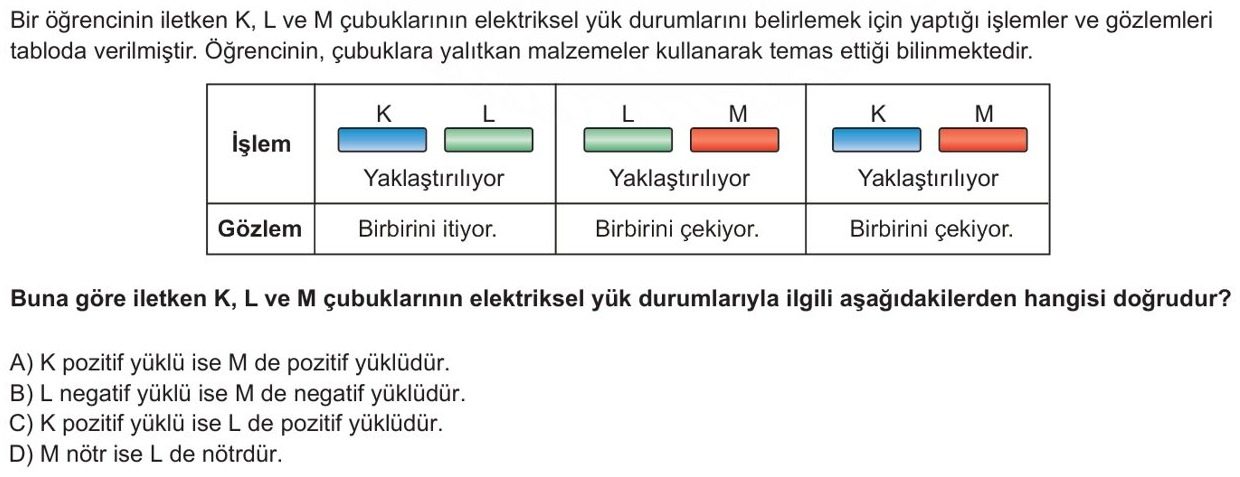 Bir öğrencinin iletken K, L ve M çubuklarının elektriksel yük durumlarını belirlemek için yaptığı işlemler ve gözlemleri
tabloda verilmiştir. Öğrencinin, çubuklara yalıtkan malzemeler kullanarak temas ettiği bilinmektedir.
İşlem
K L
Yaklaştırılıyor
L M
Yaklaştırılıyor
K M
Yaklaştırılıyor
Gözlem
Birbirini itiyor.
Birbirini çekiyor.
Birbirini çekiyor.
Buna göre iletken K, L ve M çubuklarının elektriksel yük durumlarıyla ilgili aşağıdakilerden hangisi doğrudur?
A) K pozitif yüklü ise M de pozitif yüklüdür.
B) L negatif yüklü ise M de negatif yüklüdür.
C) K pozitif yüklü ise L de pozitif yüklüdür.
D) M nötr ise L de nötrdür.